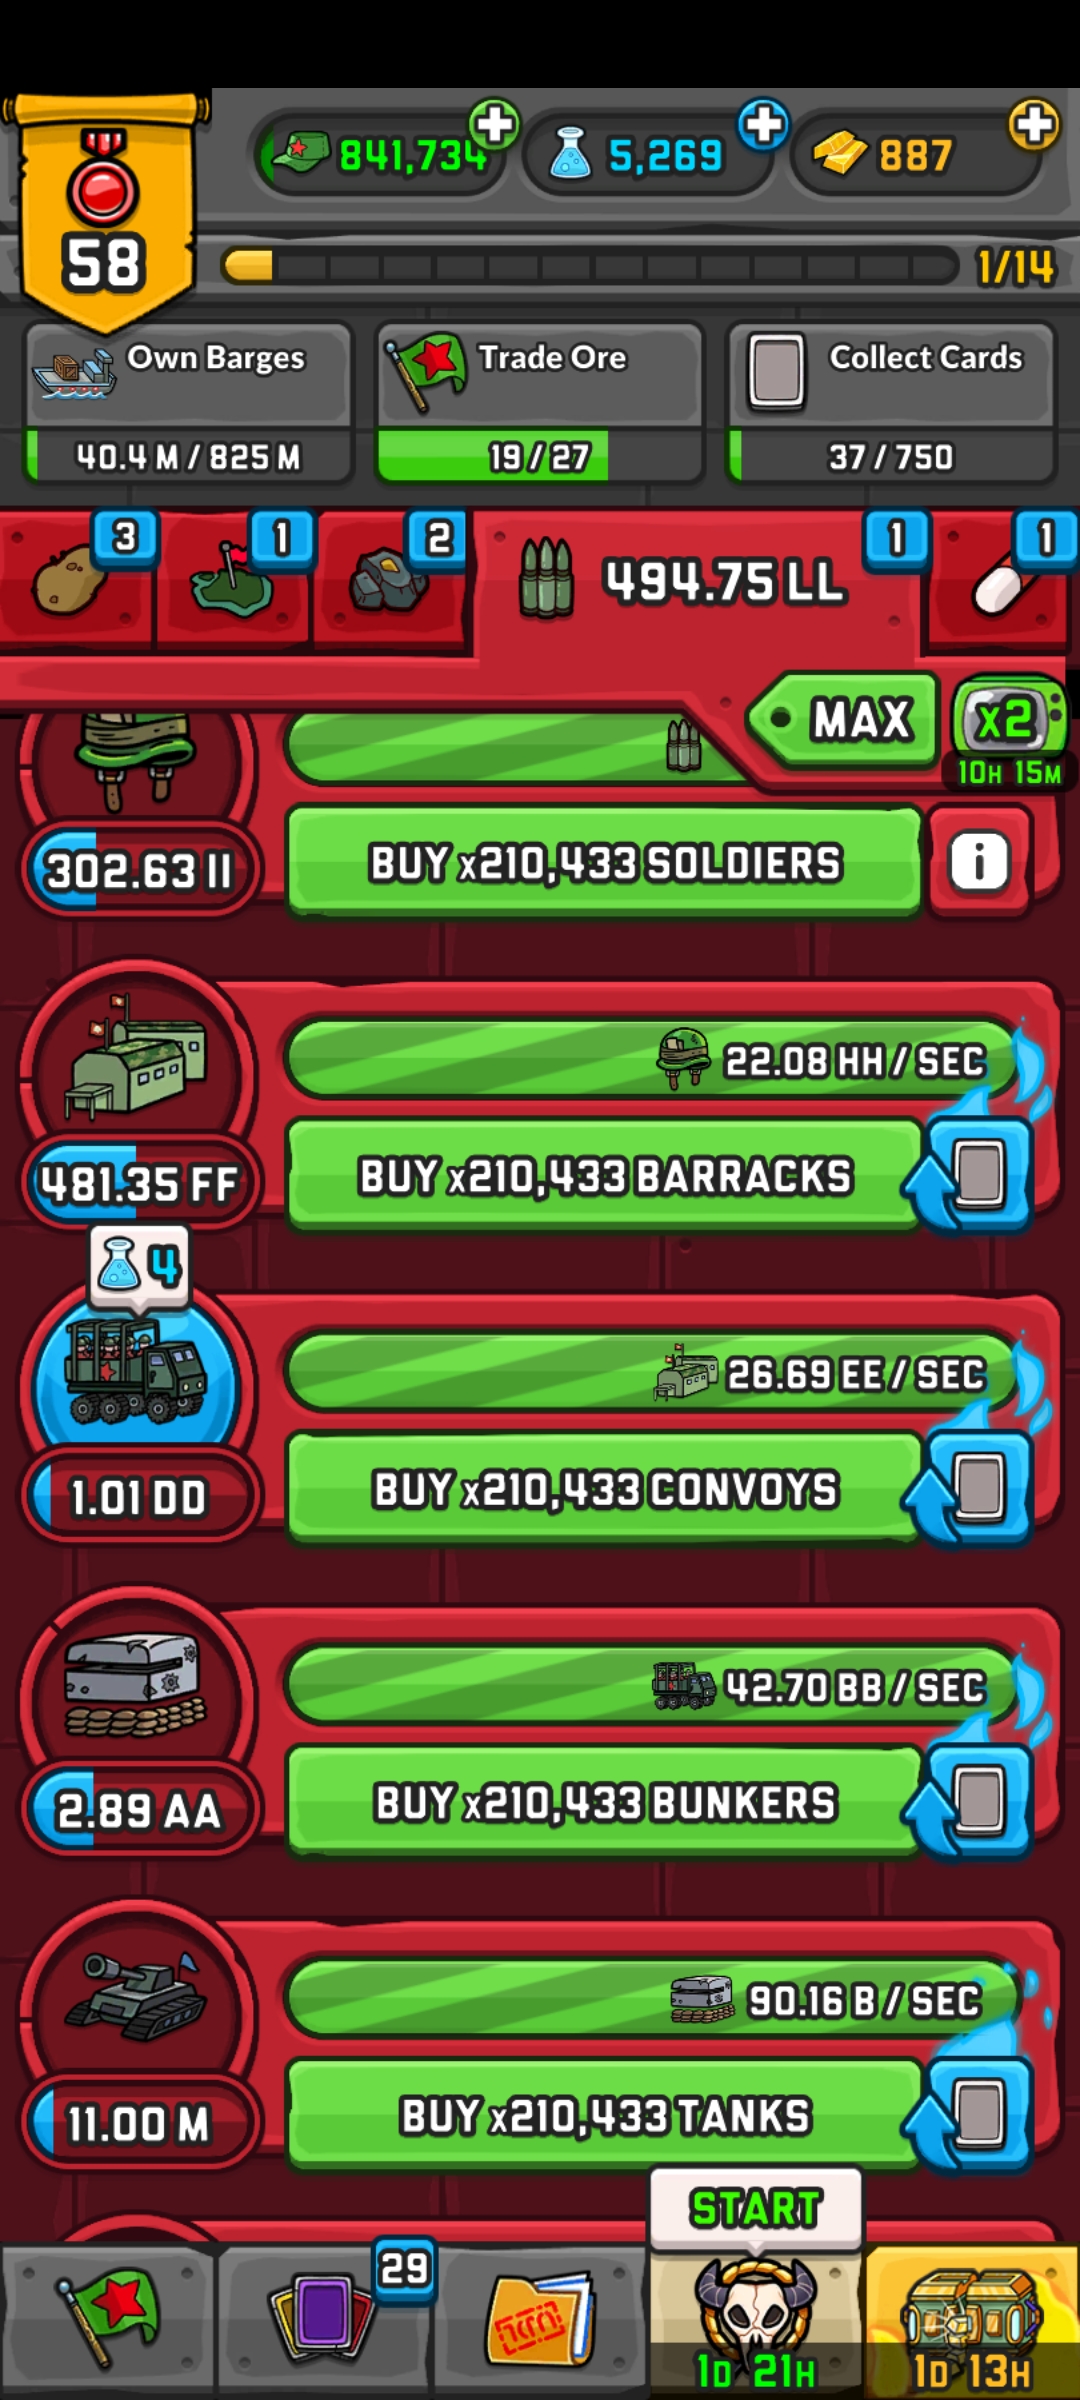 841,734
5,269
887
58
1/14
Own Barges
Trade Ore
Collect Cards
40.4 M / 825 M
19 / 27
37 / 750
3
1
2
494.75 LL
1
1
MAX
x2
10H 15M
302.63 II
BUY x210,433 SOLDIERS
i
22.08 HH / SEC
481.35 FF
BUY x210,433 BARRACKS
4
26.69 EE / SEC
1.01 DD
BUY x210,433 CONVOYS
42.70 BB / SEC
2.89 AA
BUY x210,433 BUNKERS
90.16 B / SEC
11.00 M
BUY x210,433 TANKS
START
29
1D 21H
1D 13H